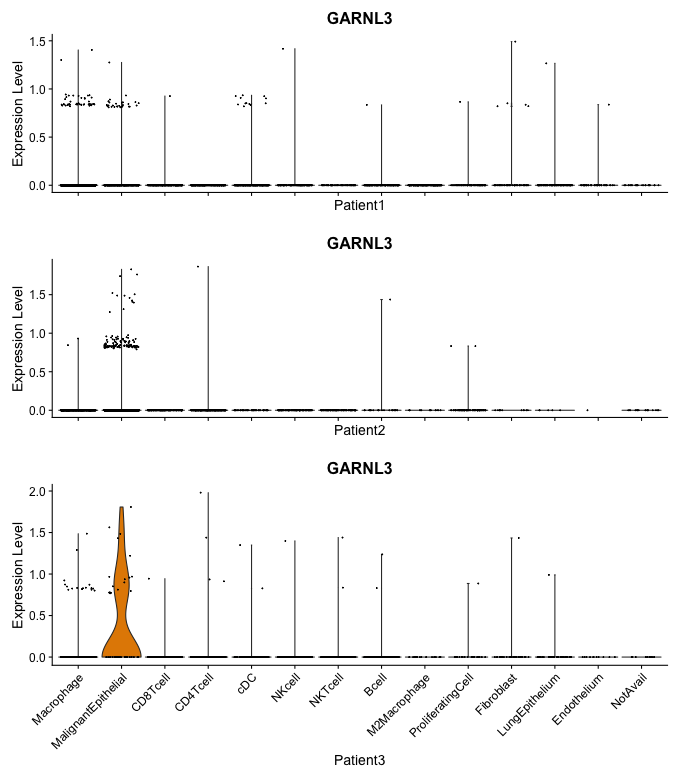 GARNL3
Expression Level
1.5
1.0
0.5
0.0
Patient1
GARNL3
Expression Level
1.5
1.0
0.5
0.0
Patient2
GARNL3
Expression Level
2.0
1.5
1.0
0.5
0.0
Macrophage
MalignantEpithelial
CD8Tcell
CD4Tcell
cDC
NKcell
NKTcell
Bcell
M2Macrophage
ProliferatingCell
Fibroblast
LungEpithelium
Endothelium
NotAvail
Patient3